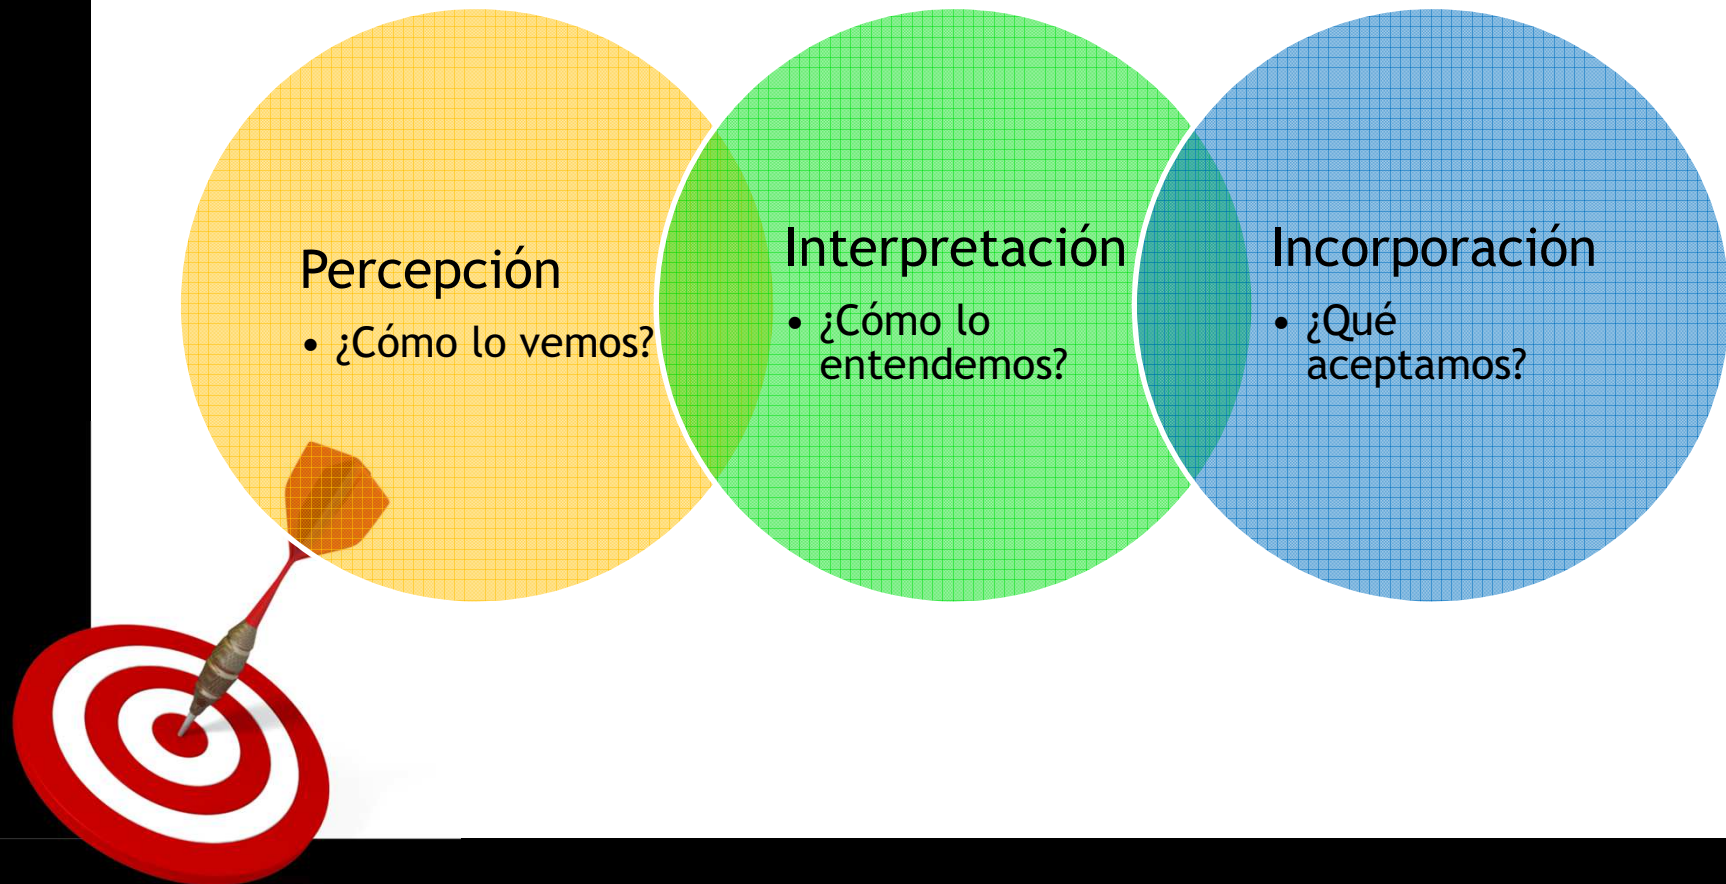 Percepción
• ¿Cómo lo vemos?
Interpretación
• ¿Cómo lo
entendemos?
Incorporación
• ¿Qué
aceptamos?